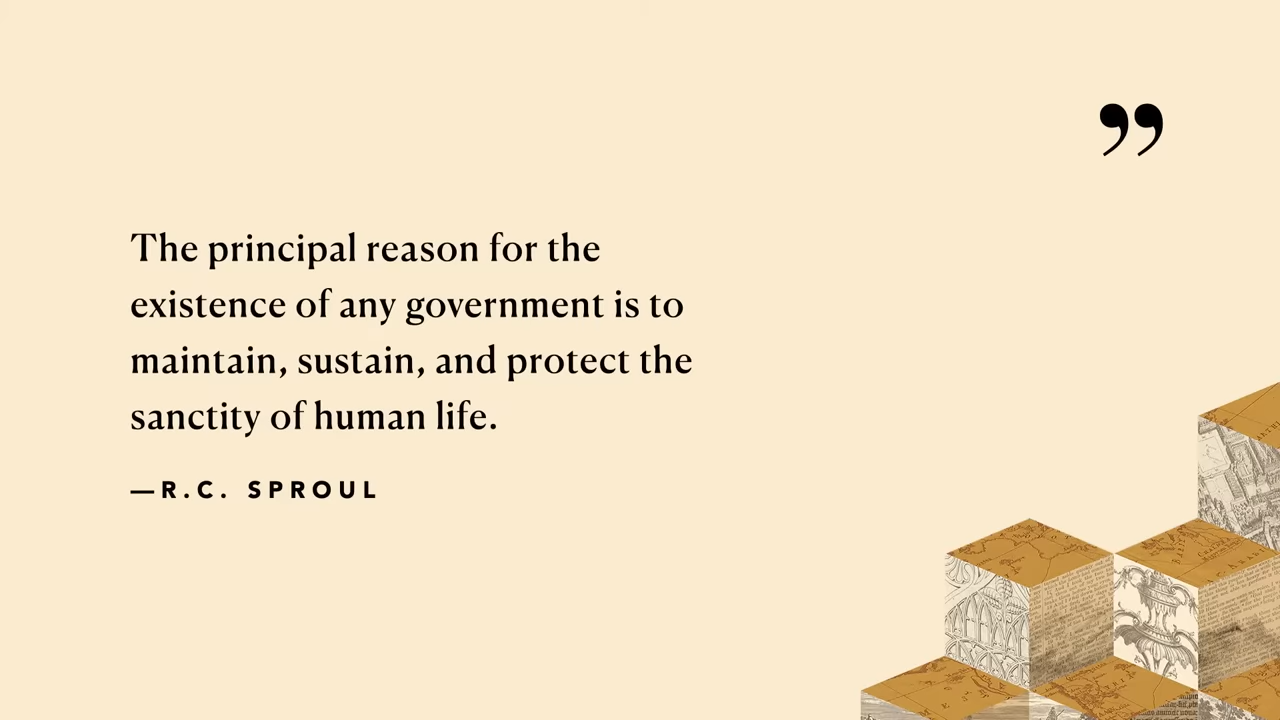 ”
The principal reason for the
existence of any government is to
maintain, sustain, and protect the
sanctity of human life.
—R.C. SPROUL